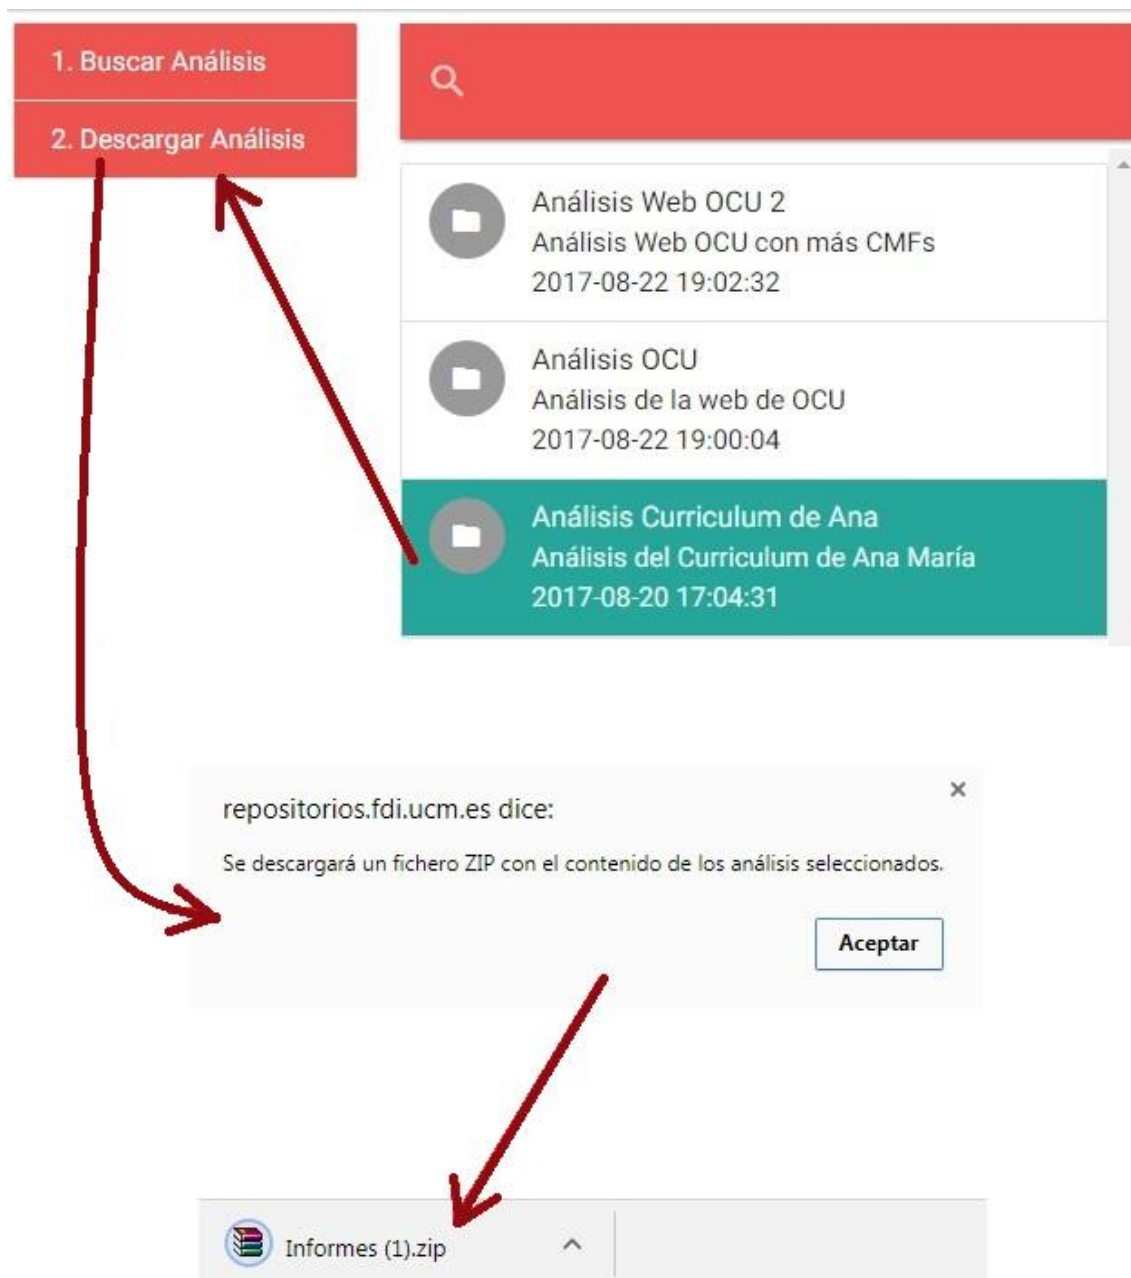 1. Buscar Análisis
2. Descargar Análisis
Análisis Web OCU 2
Análisis Web OCU con más CMFs
2017-08-22 19:02:32
Análisis OCU
Análisis de la web de OCU
2017-08-22 19:00:04
Análisis Curriculum de Ana
Análisis del Curriculum de Ana María
2017-08-20 17:04:31
repositorios.fdi.ucm.es dice:
Se descargará un fichero ZIP con el contenido de los análisis seleccionados.
Aceptar
Informes (1).zip